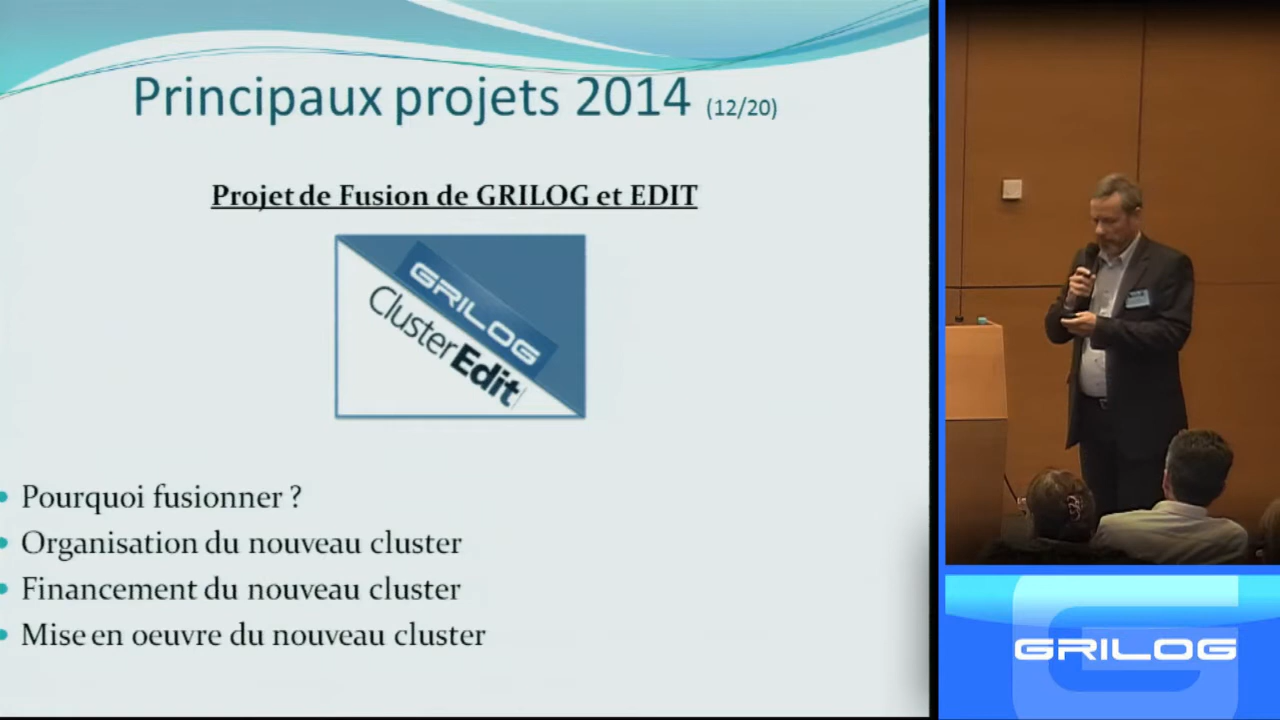 Principaux projets 2014 (12/20)
Projet de Fusion de GRILOG et EDIT
GRILOG
ClusterEdit
Pourquoi fusionner ?
Organisation du nouveau cluster
Financement du nouveau cluster
Mise en oeuvre du nouveau cluster
GRILOG